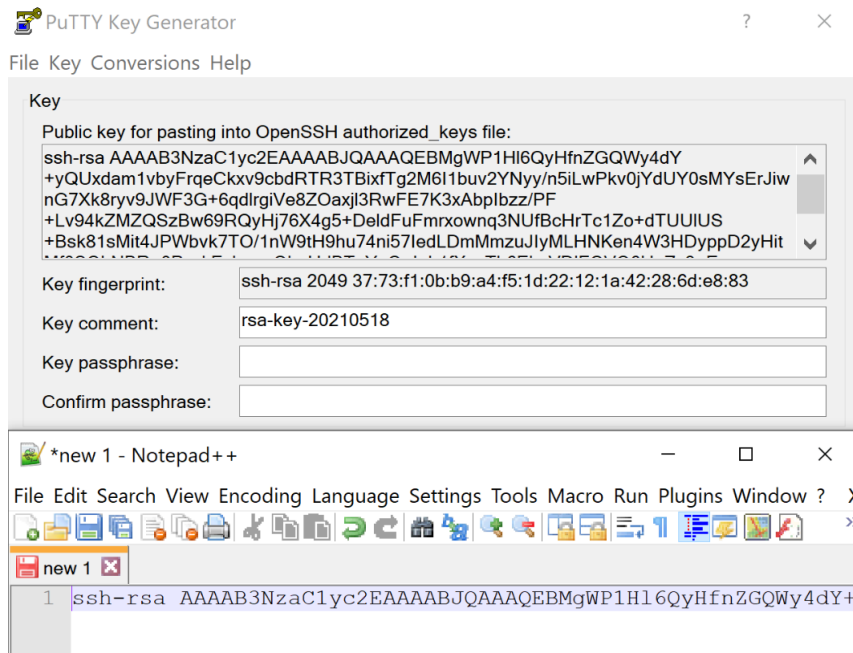 PuTTY Key Generator
? ×
File Key Conversions Help
Key
Public key for pasting into OpenSSH authorized_keys file:
ssh-rsa AAAAB3NzaC1yc2EAAAABJQAAAQEBMgWP1Hl6QyHfnZGQWy4dY
+yQUxdam1vbyFrqeCkxv9cbdRTR3TBixfTg2M6I1buv2YNyy/n5iLwPkv0jYdUY0sMYsErJiw
nG7Xk8ryv9JWF3G+6qdlrgiVe8ZOaxjl3RwFE7K3xAbpIbzz/PF
+Lv94kZMZQSzBw69RQyHj76X4g5+DeldFuFmrxownq3NUfBcHrTc1Zo+dTUUlUS
+Bsk81sMit4JPWbvk7TO/1nW9tH9hu74ni57IedLDmMmzuJIyMLHNKen4W3HDyppD2yHit
Key fingerprint:
ssh-rsa 2049 37:73:f1:0b:b9:a4:f5:1d:22:12:1a:42:28:6d:e8:83
Key comment:
rsa-key-20210518
Key passphrase:
Confirm passphrase:
*new 1 - Notepad++
File Edit Search View Encoding Language Settings Tools Macro Run Plugins Window ?
new 1
1 ssh-rsa AAAAB3NzaC1yc2EAAAABJQAAAQEBMgWP1Hl6QyHfnZGQWy4dY+